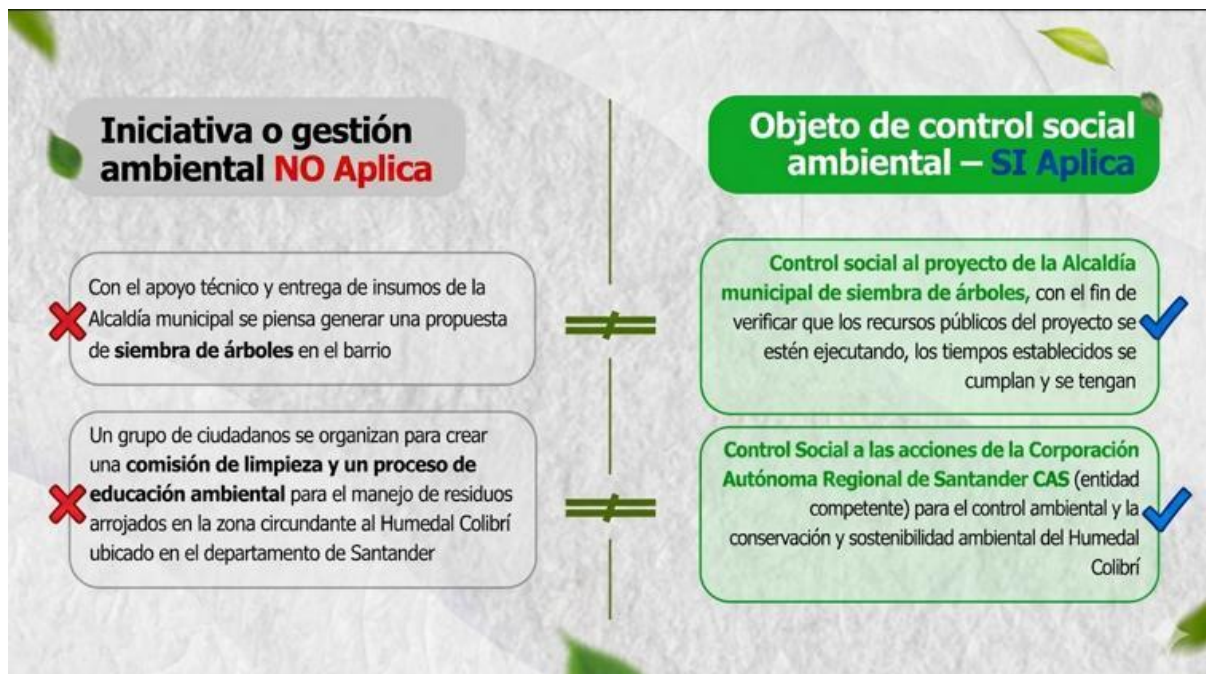 Iniciativa o gestión
ambiental NO Aplica
Objeto de control social
ambiental – SI Aplica
Con el apoyo técnico y entrega de insumos de la
Alcaldía municipal se piensa generar una propuesta
de siembra de árboles en el barrio
Control social al proyecto de la Alcaldía
municipal de siembra de árboles, con el fin de
verificar que los recursos públicos del proyecto se
estén ejecutando, los tiempos establecidos se
cumplan y se tengan
Un grupo de ciudadanos se organizan para crear
una comisión de limpieza y un proceso de
educación ambiental para el manejo de residuos
arrojados en la zona circundante al Humedal Colibrí
ubicado en el departamento de Santander
Control Social a las acciones de la Corporación
Autónoma Regional de Santander CAS (entidad
competente) para el control ambiental y la
conservación y sostenibilidad ambiental del Humedal
Colibrí